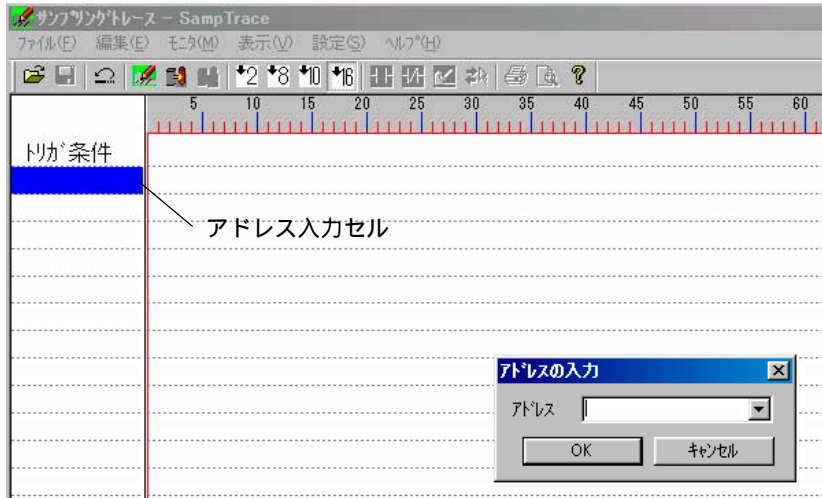 ｻﾝﾌﾟﾘﾝｸﾞﾄﾚｰｽ - SampTrace
ﾌｧｲﾙ(F) 編集(E) ﾓﾆﾀ(M) 表示(V) 設定(S) ﾍﾙﾌﾟ(H)
2 8 10 16 ?
5 10 15 20 25 30 35 40 45 50 55 60
ﾄﾘｶﾞ条件
アドレス入力セル
ｱﾄﾞﾚｽの入力
ｱﾄﾞﾚｽ
OK ｷｬﾝｾﾙ